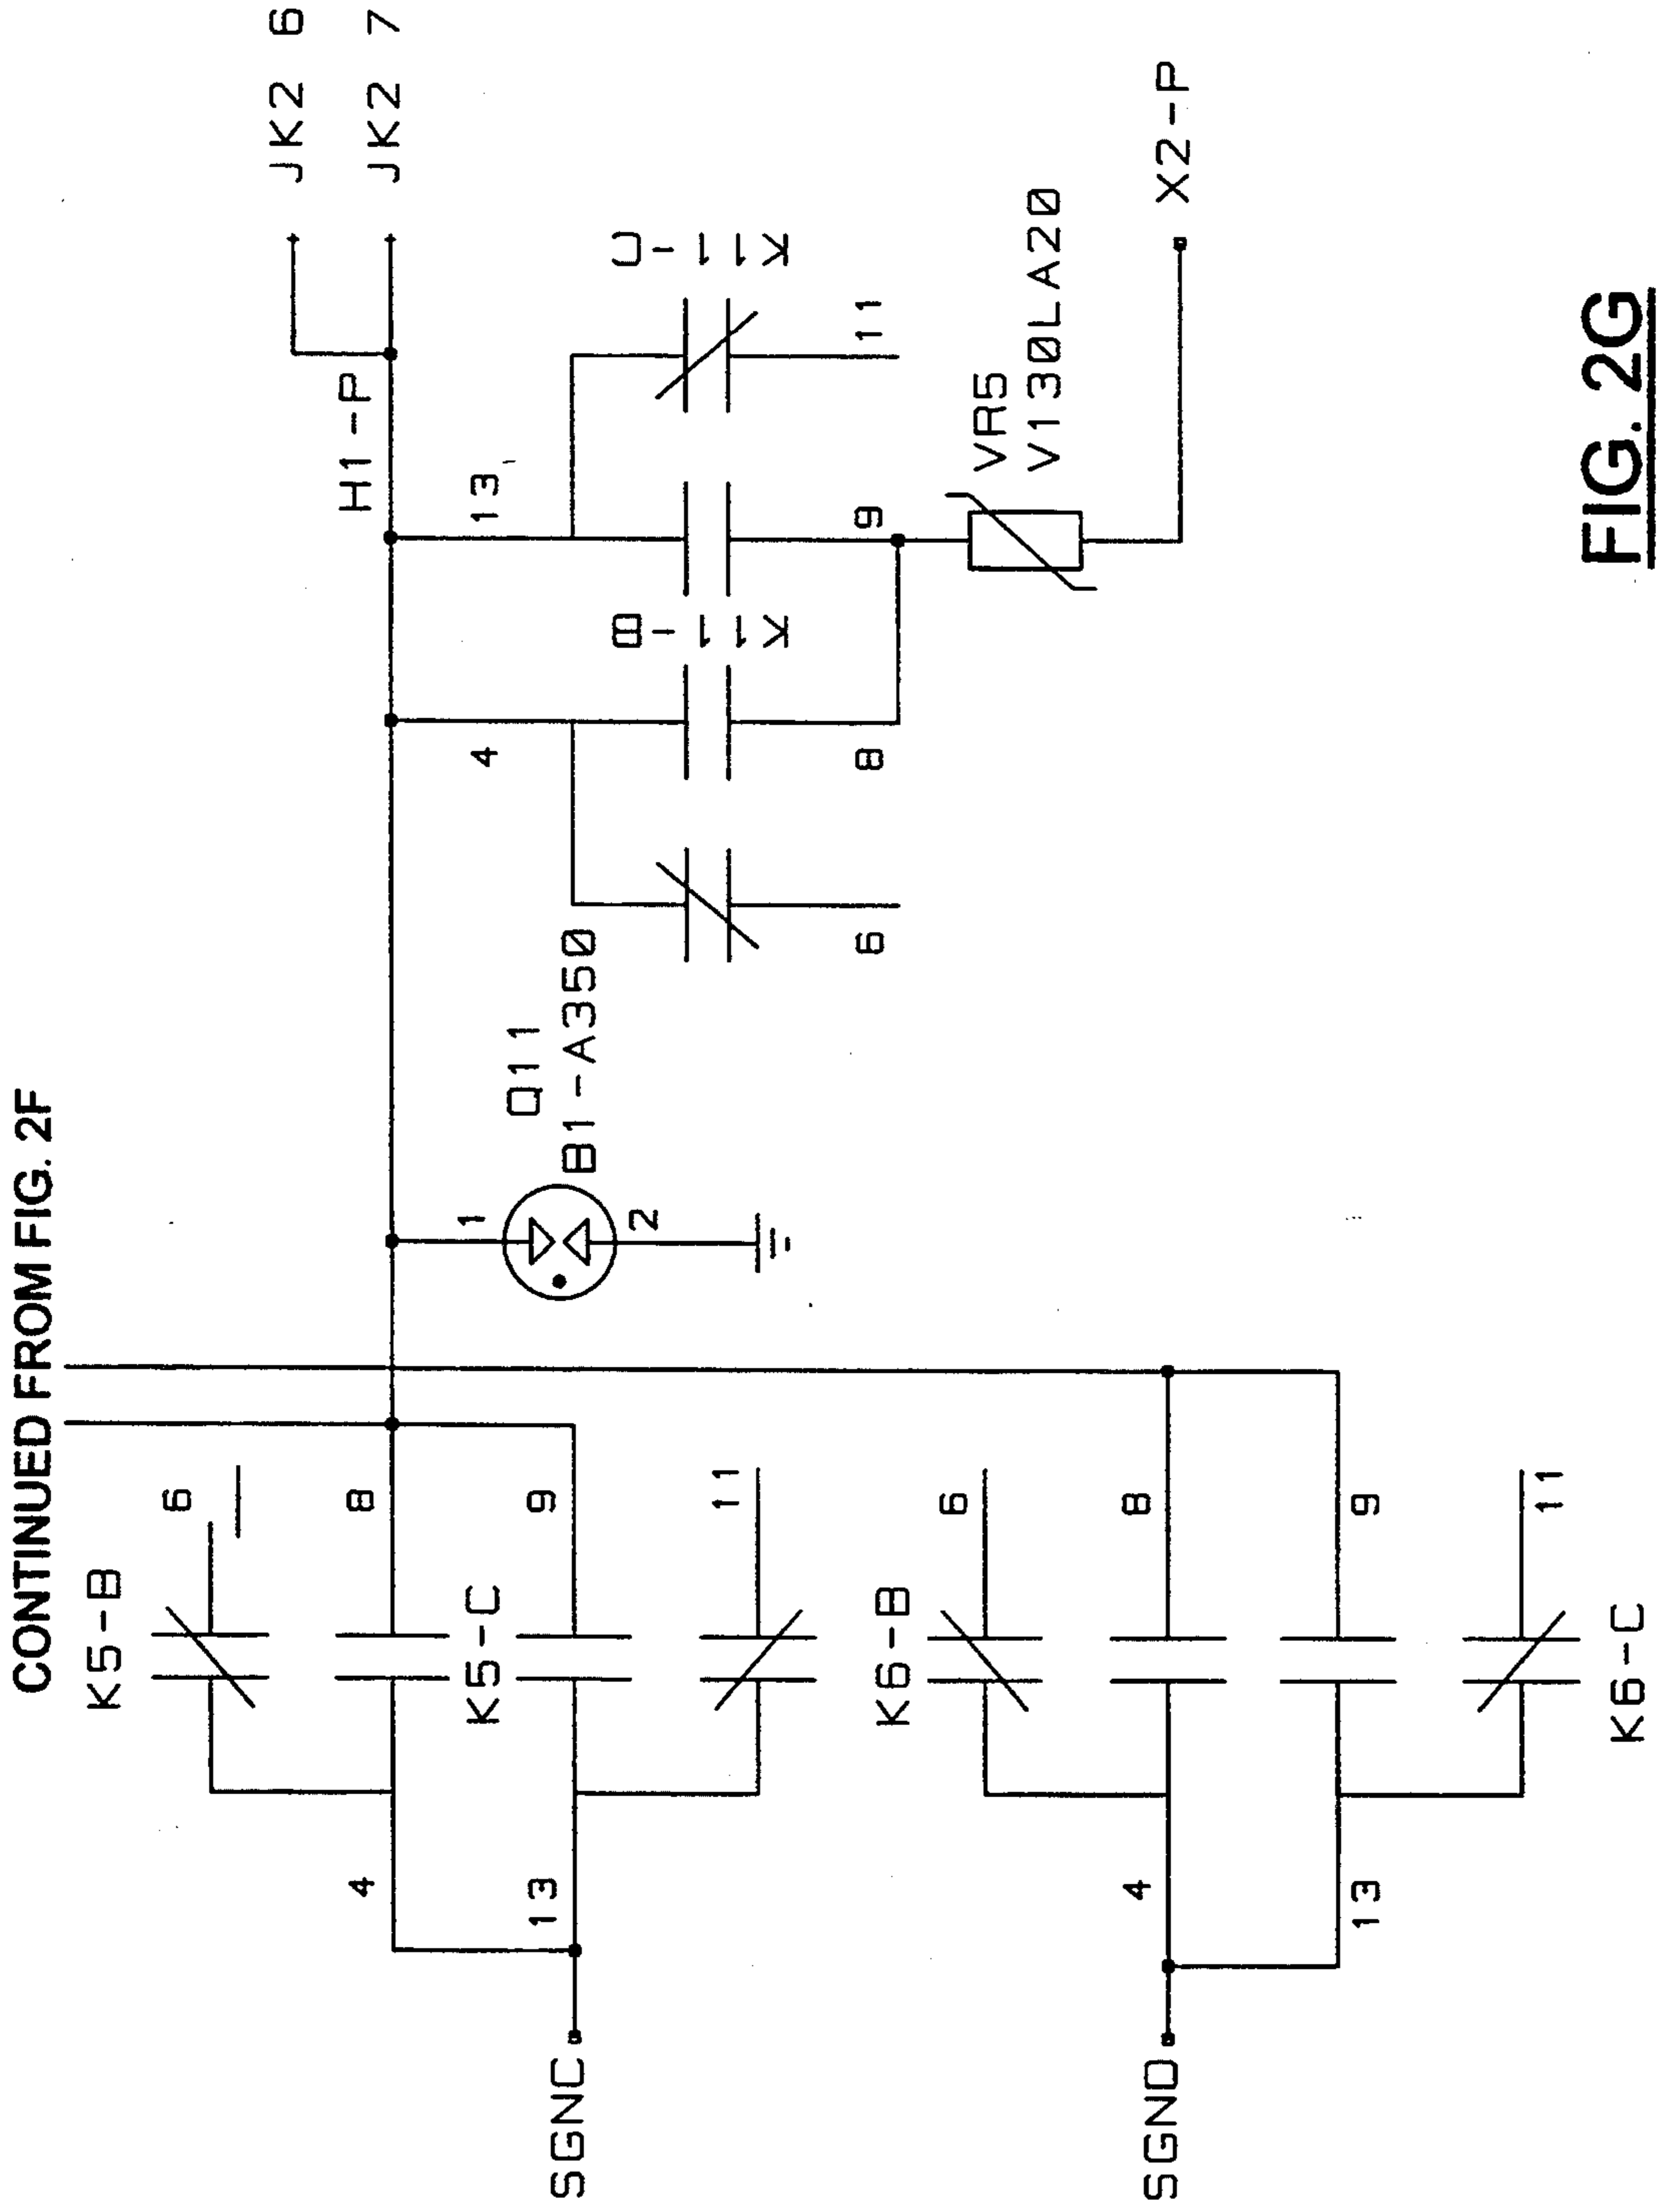 CONTINUED FROM FIG. 2F
JK2 6
JK2 7
H1-P
K5-B
6
8
K5-C
9
11
4
13
SGNC
1
Q11
B1-A350
2
4
13
K11-B
K11-C
6
8
9
11
VR5
V130LA20
X2-P
K6-B
6
8
9
11
K6-C
4
13
SGND
FIG. 2G